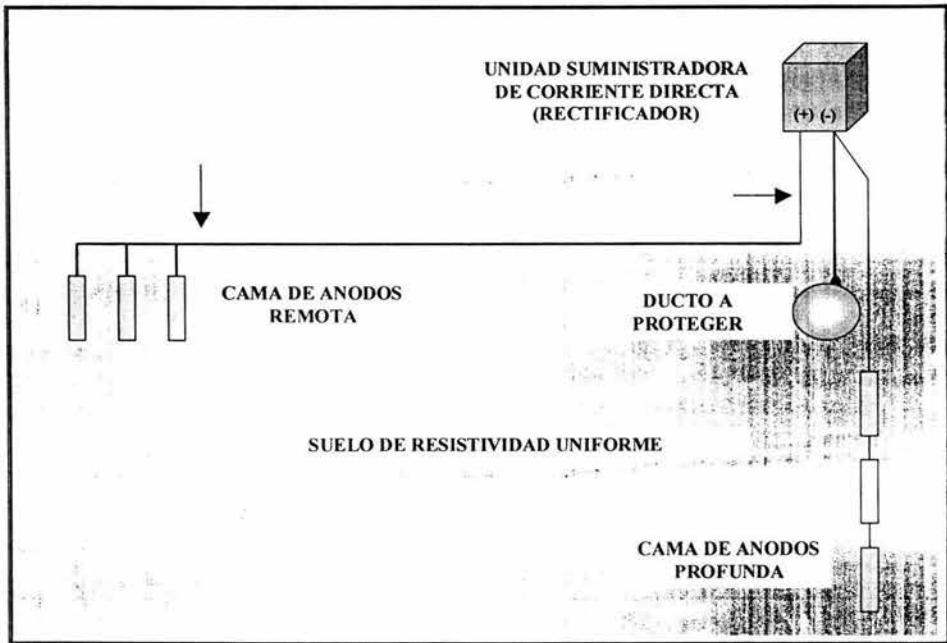 UNIDAD SUMINISTRADORA
DE CORRIENTE DIRECTA
(RECTIFICADOR)
(+) (-)
CAMA DE ANODOS
REMOTA
DUCTO A
PROTEGER
SUELO DE RESISTIVIDAD UNIFORME
CAMA DE ANODOS
PROFUNDA